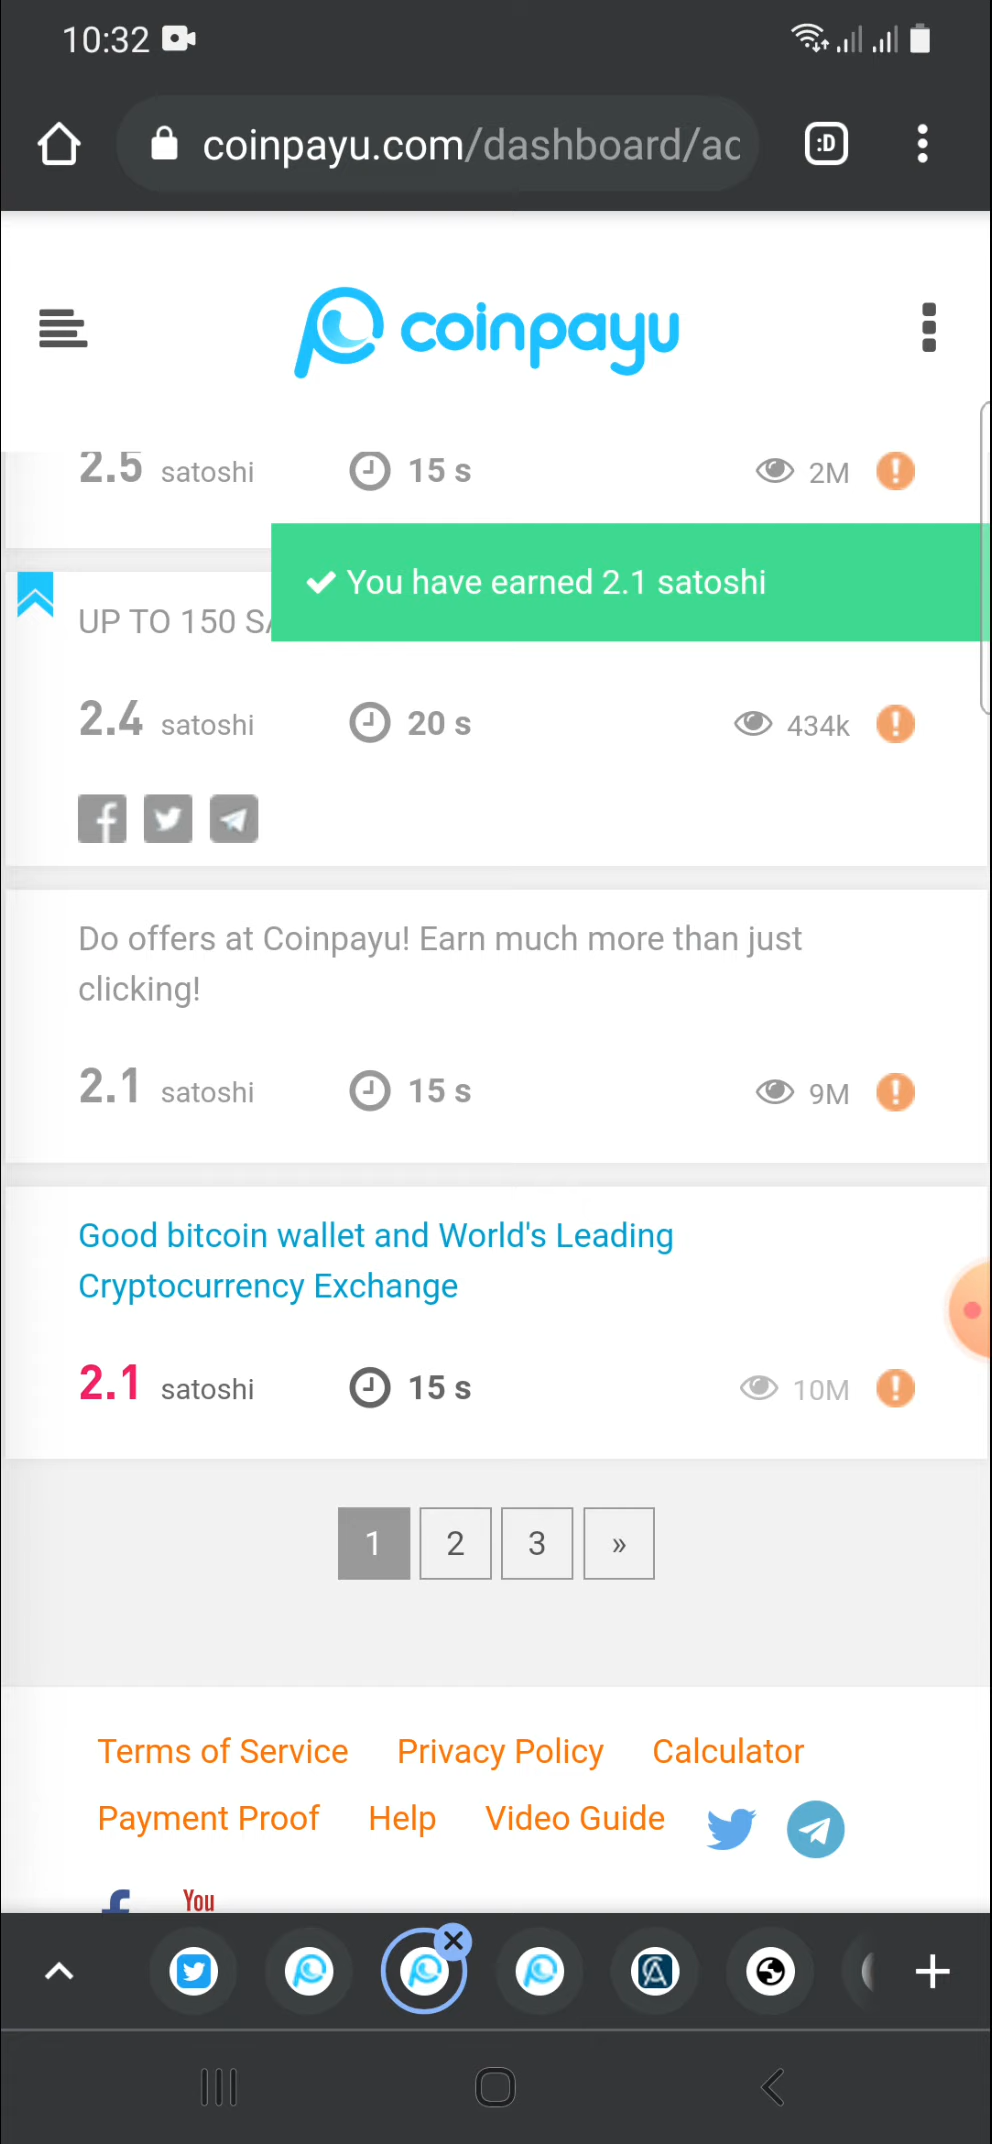 10:32
coinpayu.com/dashboard/ac
:D
coinpayu
2.5 satoshi 15 s 2M
You have earned 2.1 satoshi
UP TO 150 SA
2.4 satoshi 20 s 434k
Do offers at Coinpayu! Earn much more than just
clicking!
2.1 satoshi 15 s 9M
Good bitcoin wallet and World's Leading
Cryptocurrency Exchange
2.1 satoshi 15 s 10M
1 2 3 »
Terms of Service Privacy Policy Calculator
Payment Proof Help Video Guide
You